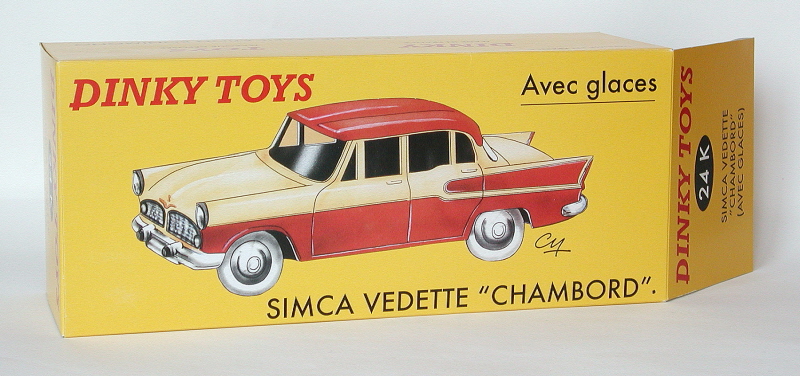 DINKY TOYS
Avec glaces
SIMCA VEDETTE "CHAMBORD".
DINKY TOYS
24 K
SIMCA VEDETTE
"CHAMBORD"
(AVEC GLACES)